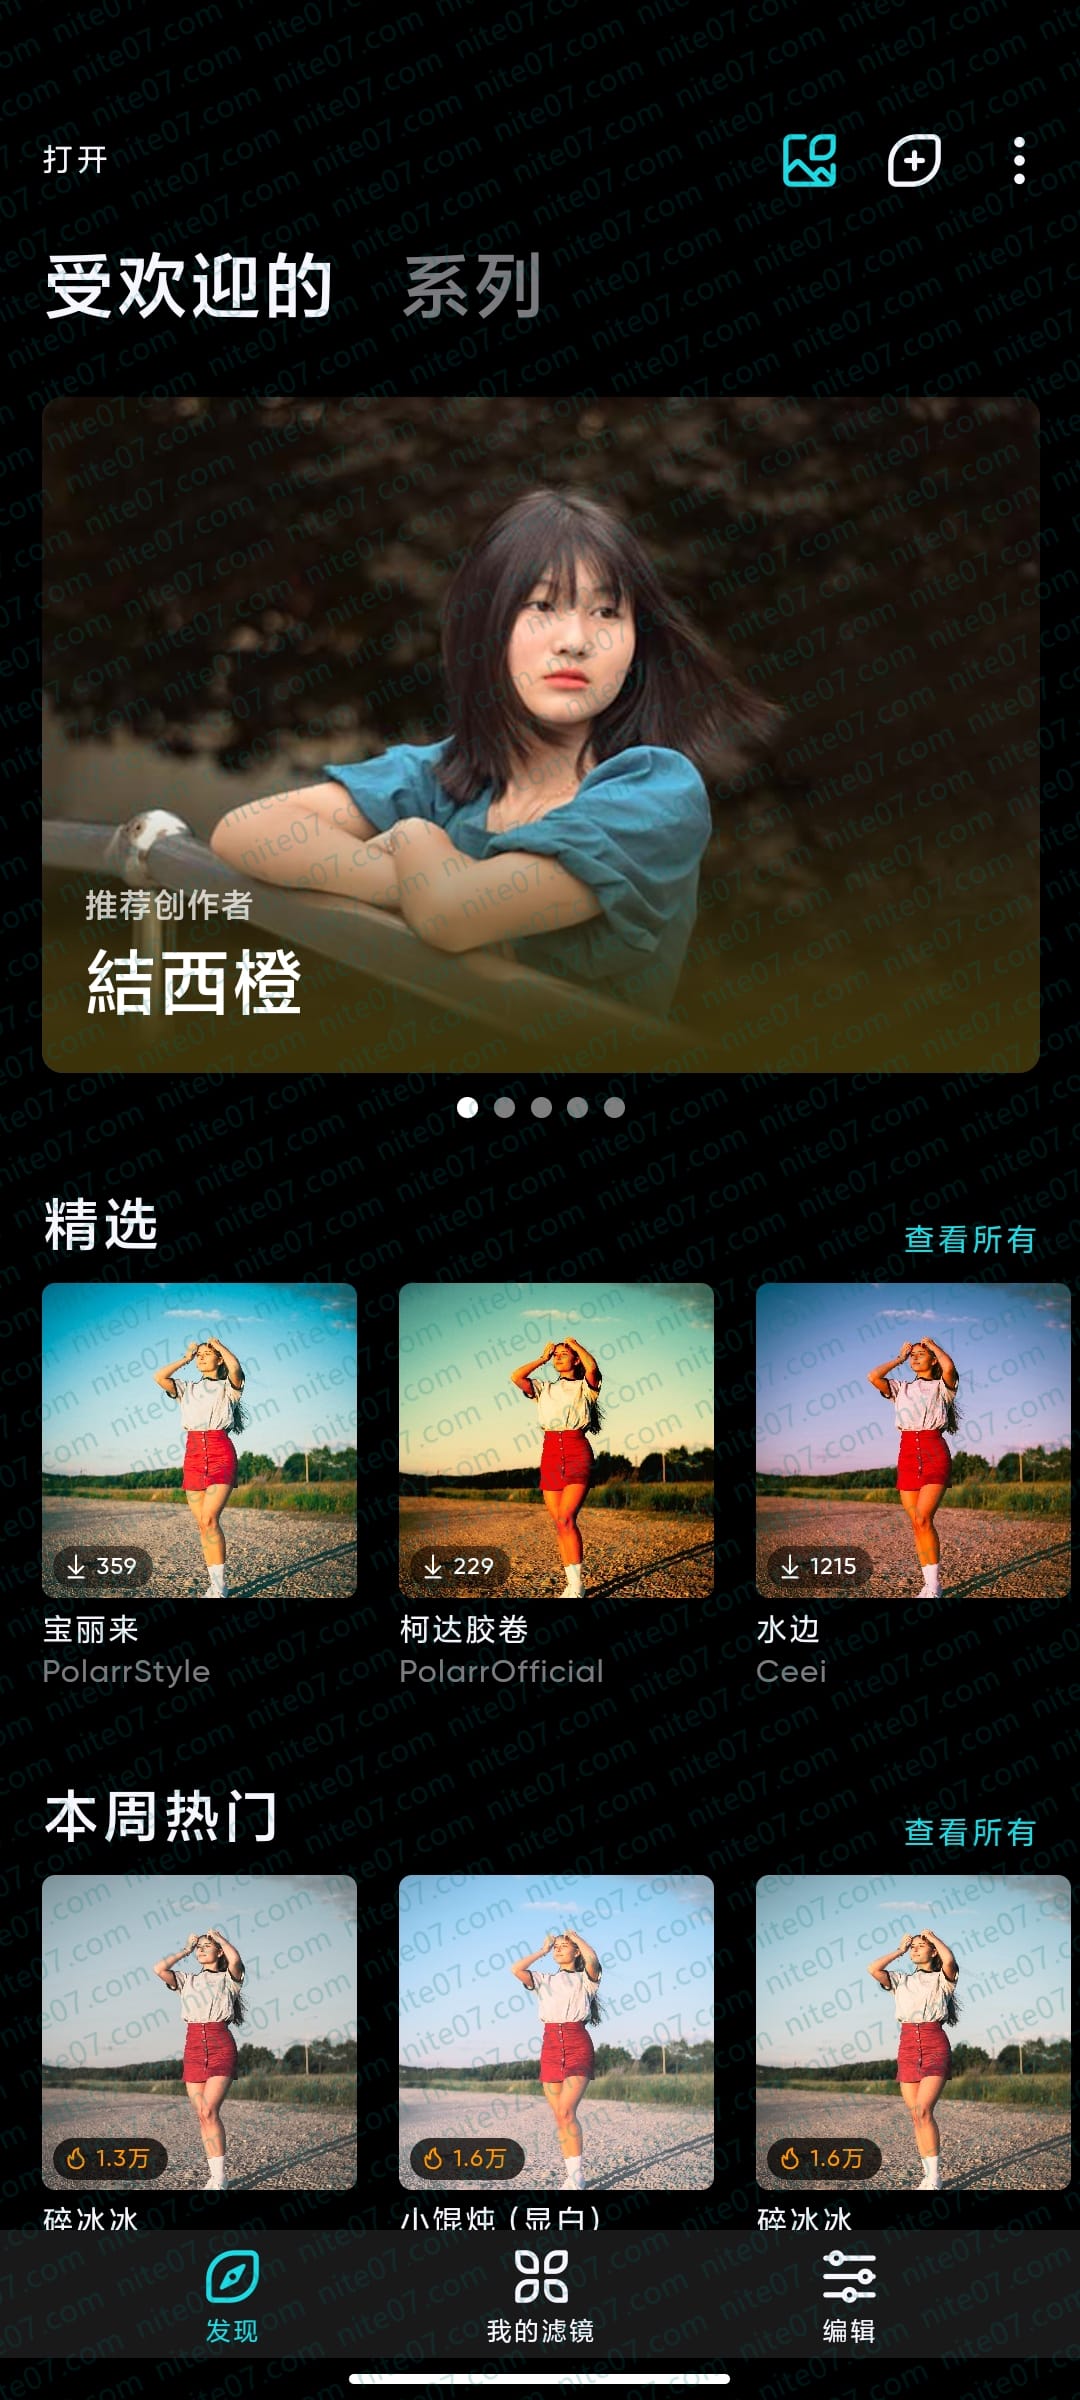 打开
受欢迎的 系列
推荐创作者
結西橙
精选
查看所有
359
229
1215
宝丽来
柯达胶卷
水边
PolarrStyle
PolarrOfficial
Ceei
本周热门
查看所有
1.3万
1.6万
1.6万
碎冰冰
小馄炖 (显白)
碎冰冰
发现
我的滤镜
编辑
nite07.com